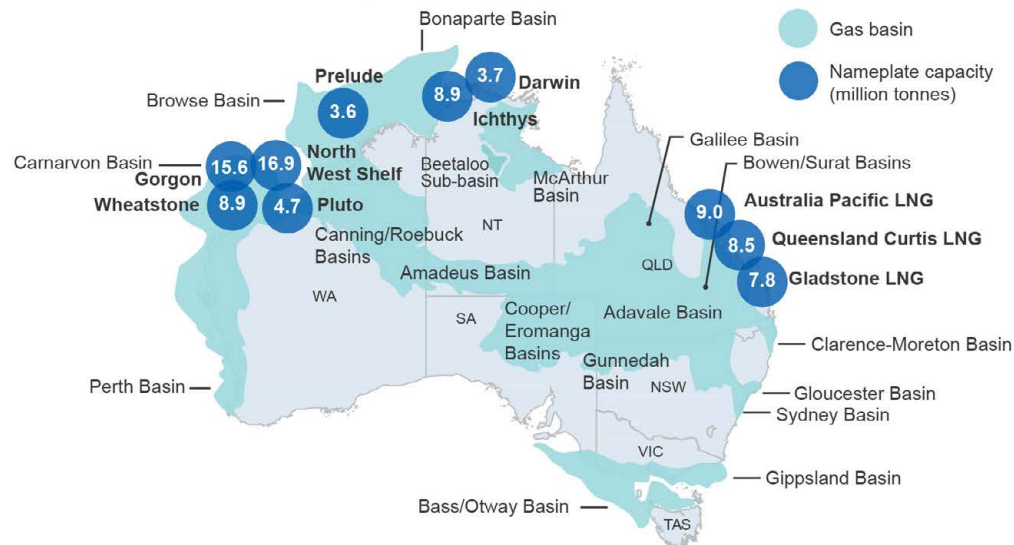 Bonaparte Basin
Gas basin
Nameplate capacity
(million tonnes)
Prelude
3.6
8.9
3.7
Darwin
Ichthys
Browse Basin
Galilee Basin
Bowen/Surat Basins
Carnarvon Basin
15.6
16.9
North
West Shelf
Gorgon
Wheatstone
8.9
4.7
Pluto
Beetaloo
Sub-basin
McArthur
Basin
9.0
Australia Pacific LNG
8.5
Queensland Curtis LNG
7.8
Gladstone LNG
NT
Canning/Roebuck
Basins
Amadeus Basin
QLD
WA
SA
Cooper/
Eromanga
Basins
Adavale Basin
Clarence-Moreton Basin
Gunnedah
Basin
NSW
Perth Basin
Gloucester Basin
Sydney Basin
VIC
Gippsland Basin
Bass/Otway Basin
TAS